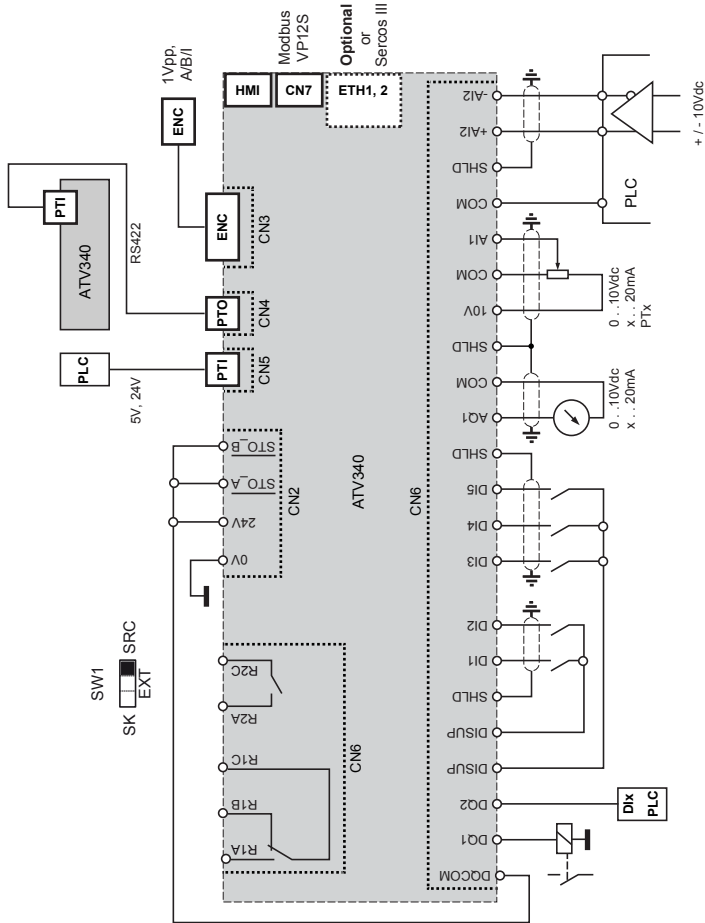 1Vpp,
A/B/I
ENC
HMI
CN7
ETH1, 2
Modbus
VP12S
Optional
or
Sercos III
PTI
ATV340
RS422
ENC
CN3
PTO
CN4
PLC
5V, 24V
PTI
CN5
STO_B
STO_A
24V
0V
CN2
SW1
SK
EXT
SRC
R2C
R2A
R1C
R1B
R1A
CN6
ATV340
CN6
-AI2
+AI2
SHLD
COM
AI1
COM
10V
SHLD
COM
AQ1
SHLD
DI5
DI4
DI3
DI2
DI1
SHLD
DISUP
DISUP
DQ2
DQ1
DQCOM
PLC
+ / - 10Vdc
0 . . 10Vdc
x . . 20mA
PTx
0 . . 10Vdc
x . . 20mA
DIx
PLC